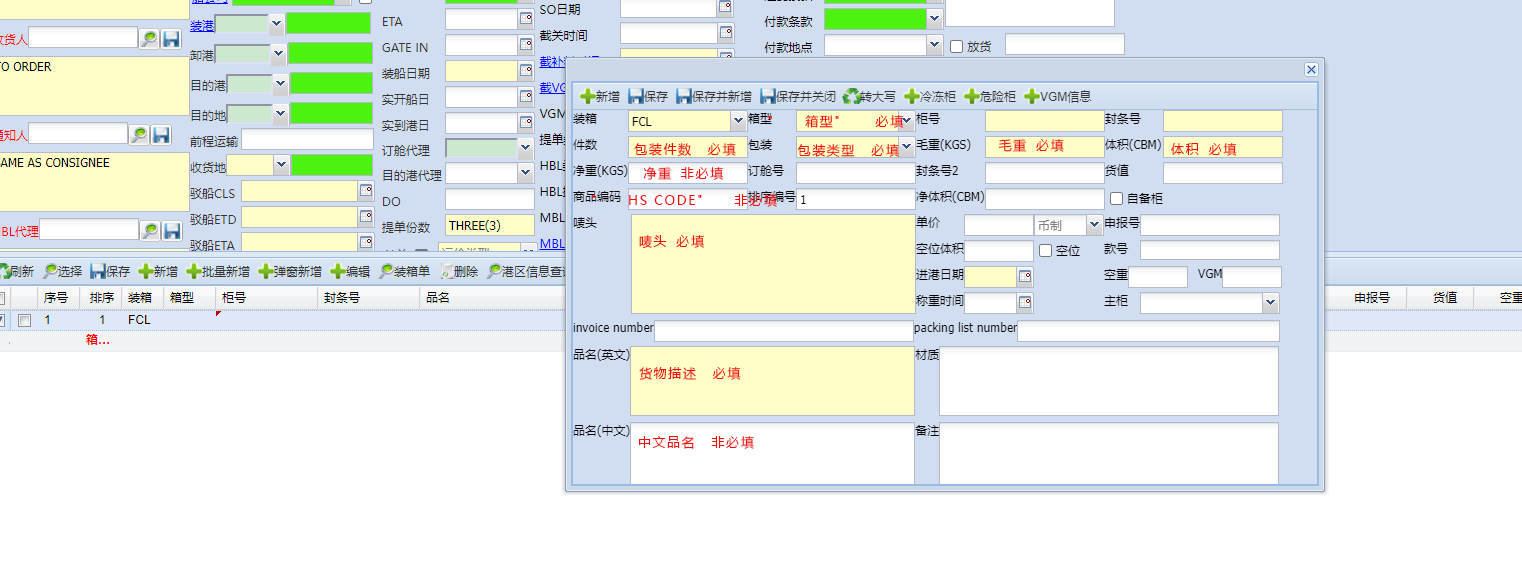 装港
ETA
SO日期
付款条款
收货人
卸港
GATE IN
截关时间
付款地点
放货
TO ORDER
目的港
装船日期
目的地
实开船日
VGM
通知人
前程运输
实到港日
SAME AS CONSIGNEE
收货地
订舱代理
驳船CLS
目的港代理
驳船ETD
DO
BL代理
驳船ETA
提单份数 THREE(3)
新增 保存 保存并新增 保存并关闭 转大写 冷冻柜 危险柜 VGM信息
装箱 FCL 箱型 箱型" 必填 柜号 封条号
件数 包装件数 必填 包装 包装类型 必填 毛重(KGS) 毛重 必填 体积(CBM) 体积 必填
净重(KGS) 净重 非必填 订舱号 封条号2 货值
商品编码 HS CODE" 非必填 排序编号 1 净体积(CBM) 自备柜
唛头 唛头 必填 单价 币制 申报号
空位体积 空位 款号
进港日期 空重 VGM
称重时间 主柜
invoice number packing list number
品名(英文) 货物描述 必填 材质
品名(中文) 中文品名 非必填 备注
刷新 选择 保存 新增 批量新增 弹窗新增 编辑 装箱单 删除 港区信息查
序号 排序 装箱 箱型 柜号 封条号 品名 申报号 货值 空重
1 1 FCL
箱...